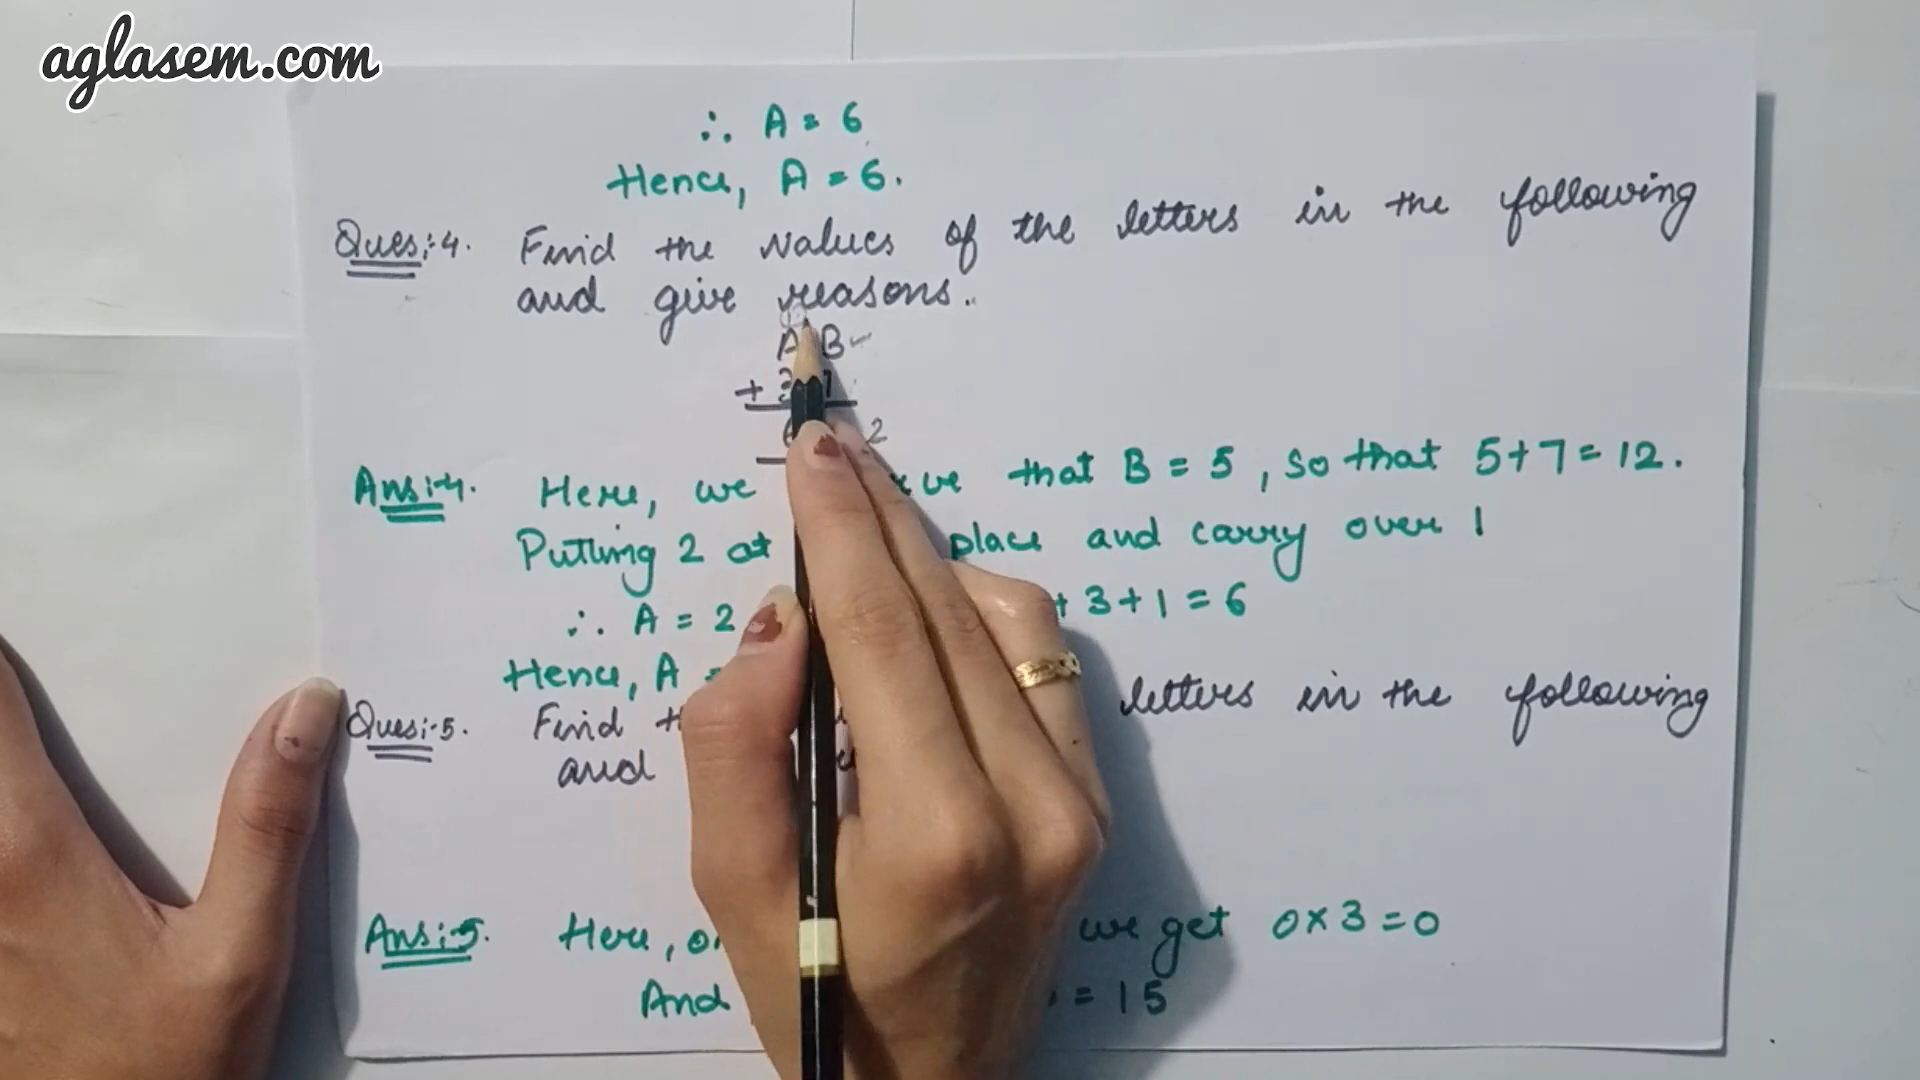 aglasem.com
∴ A = 6
Hence, A = 6.
Ques:-4. Find the values of the letters in the following
and give reasons.
A B
+ 3 7
2
Ans:-4. Here, we that B = 5, so that 5+7=12.
Putting 2 at place and carry over 1
∴ A = 2 + 3+1 = 6
Hence, A
Ques:-5. Find letters in the following
and
Ans:-5. Here, we get 0×3=0
And = 15